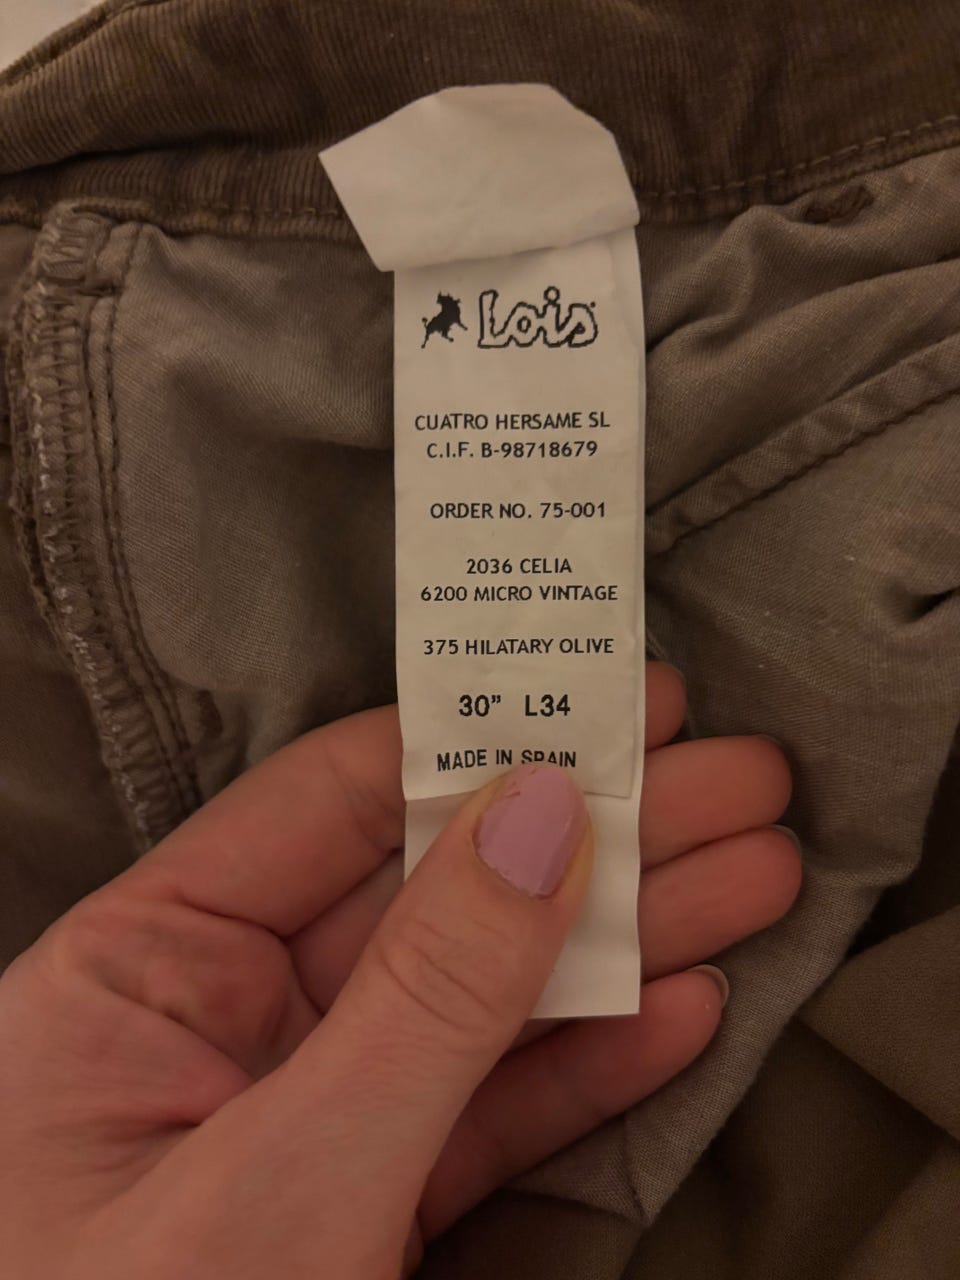 Lois
CUATRO HERSAME SL
C.I.F. B-98718679
ORDER NO. 75-001
2036 CELIA
6200 MICRO VINTAGE
375 HILATARY OLIVE
30” L34
MADE IN SPAIN